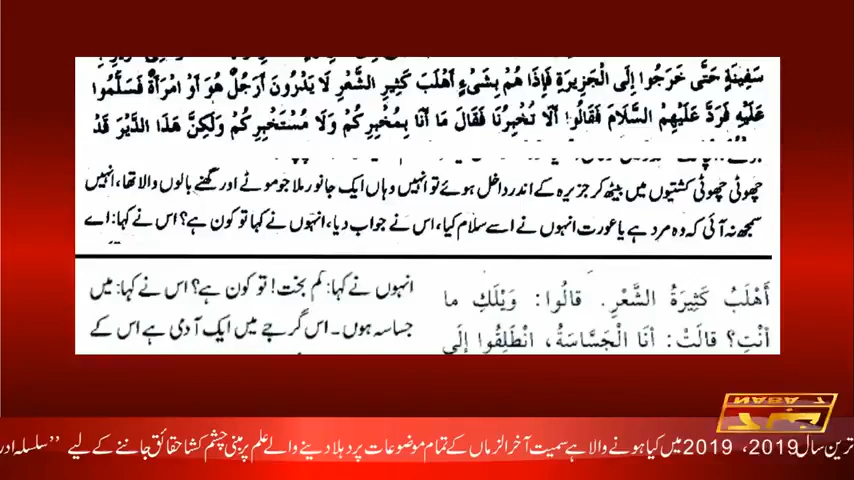 سَفِينَةٍ حَتَّى خَرَجُوا إِلَى الْجَزِيرَةِ فَإِذَا هُمْ بِشَىْءٍ أَهْلَبَ كَثِيرِ الشَّعْرِ لَا يَدْرُونَ أَرَجُلٌ هُوَ أَوْ امْرَأَةٌ فَسَلَّمُوا
عَلَيْهِ فَرَدَّ عَلَيْهِمْ السَّلَامَ فَقَالُوا أَلَا تُخْبِرُنَا فَقَالَ مَا أَنَا بِمُخْبِرِكُمْ وَلَا مُسْتَخْبِرِكُمْ وَلَكِنَّ هَذَا الدَّيْرَ قَدْ
چھوٹی چھوٹی کشتیوں میں بیٹھ کر جزیرہ کے اندر داخل ہوئے تو انہیں وہاں ایک جانور ملا جو موٹے اور گھنے بالوں والا تھا، انہیں
سمجھ نہ آئی کہ وہ مرد ہے یا عورت انہوں نے اسے سلام کیا، اس نے جواب دیا، انہوں نے کہا تو کون ہے؟ اس نے کہا: اے
أَهْلَبُ كَثِيرَةُ الشَّعْرِ. قَالُوا: وَيْلَكِ مَا
أَنْتِ؟ قَالَتْ: أَنَا الْجَسَّاسَةُ، انْطَلِقُوا إِلَى
انہوں نے کہا: کم بخت! تو کون ہے؟ اس نے کہا: میں
جساسہ ہوں۔ اس گرجے میں ایک آدمی ہے اس کے
ترین سال 2019، 2019 میں کیا ہونے والا ہے سمیت آخرالزماں کے تمام موضوعات پر دہلا دینے والے علم پر مبنی چشم کشا حقائق جاننے کے لیے ”سلسلہ ادر